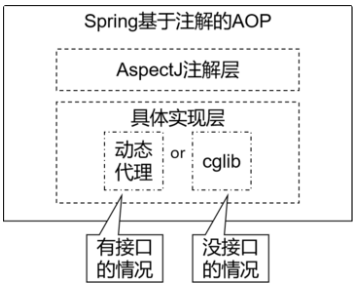 Spring基于注解的AOP
AspectJ注解层
具体实现层
动态
代理
or
cglib
有接口
的情况
没接口
的情况